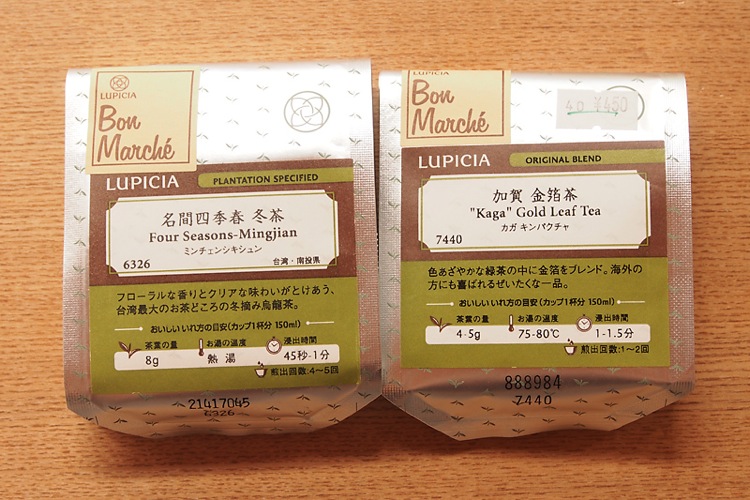 LUPICIA
Bon
Marché
LUPICIA
PLANTATION SPECIFIED
名間四季春 冬茶
Four Seasons-Mingjian
ミンチェンシキシュン
6326
台湾・南投県
フローラルな香りとクリアな味わいがとけあう、
台湾最大のお茶どころの冬摘み烏龍茶。
おいしいいれ方の目安(カップ1杯分 150ml)
茶葉の量
お湯の温度
浸出時間
8g
熱湯
45秒-1分
煎出回数:4〜5回
21417045
6326
LUPICIA
Bon
Marché
40 ¥450
LUPICIA
ORIGINAL BLEND
加賀 金箔茶
"Kaga" Gold Leaf Tea
カガ キンパクチャ
7440
色あざやかな緑茶の中に金箔をブレンド。海外の
方にも喜ばれるぜいたくな一品。
おいしいいれ方の目安(カップ1杯分 150ml)
茶葉の量
お湯の温度
浸出時間
4-5g
75-80℃
1-1.5分
煎出回数:1〜2回
888984
7440